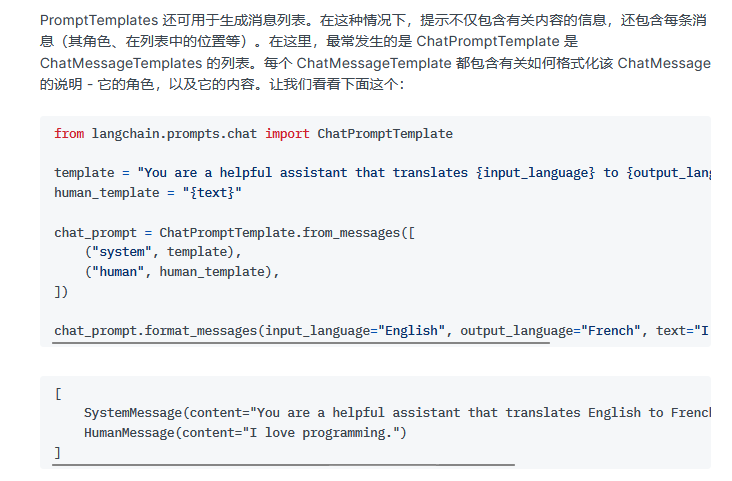 PromptTemplates 还可用于生成消息列表。在这种情况下，提示不仅包含有关内容的信息，还包含每条消
息（其角色、在列表中的位置等）。在这里，最常发生的是 ChatPromptTemplate 是
ChatMessageTemplates 的列表。每个 ChatMessageTemplate 都包含有关如何格式化该 ChatMessage
的说明 - 它的角色，以及它的内容。让我们看看下面这个：
from langchain.prompts.chat import ChatPromptTemplate
template = "You are a helpful assistant that translates {input_language} to {output_lang
human_template = "{text}"
chat_prompt = ChatPromptTemplate.from_messages([
    ("system", template),
    ("human", human_template),
])
chat_prompt.format_messages(input_language="English", output_language="French", text="I
[
    SystemMessage(content="You are a helpful assistant that translates English to French
    HumanMessage(content="I love programming.")
]